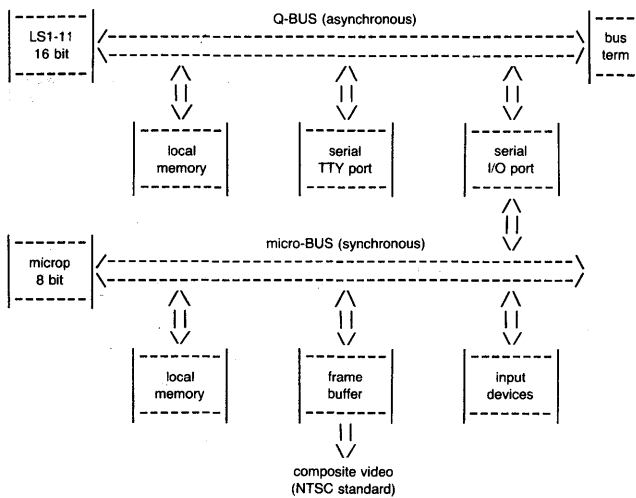 Q-BUS (asynchronous)
LS1-11
16 bit
bus
term
local
memory
serial
TTY port
serial
I/O port
micro-BUS (synchronous)
microp
8 bit
local
memory
frame
buffer
input
devices
composite video
(NTSC standard)